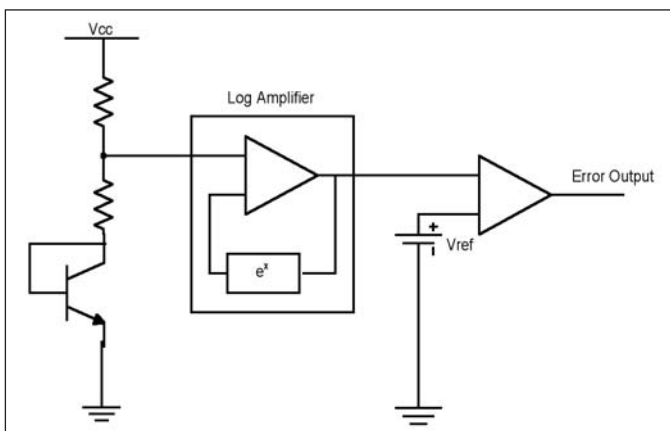 Vcc
Log Amplifier
Error Output
+
Vref
e^x